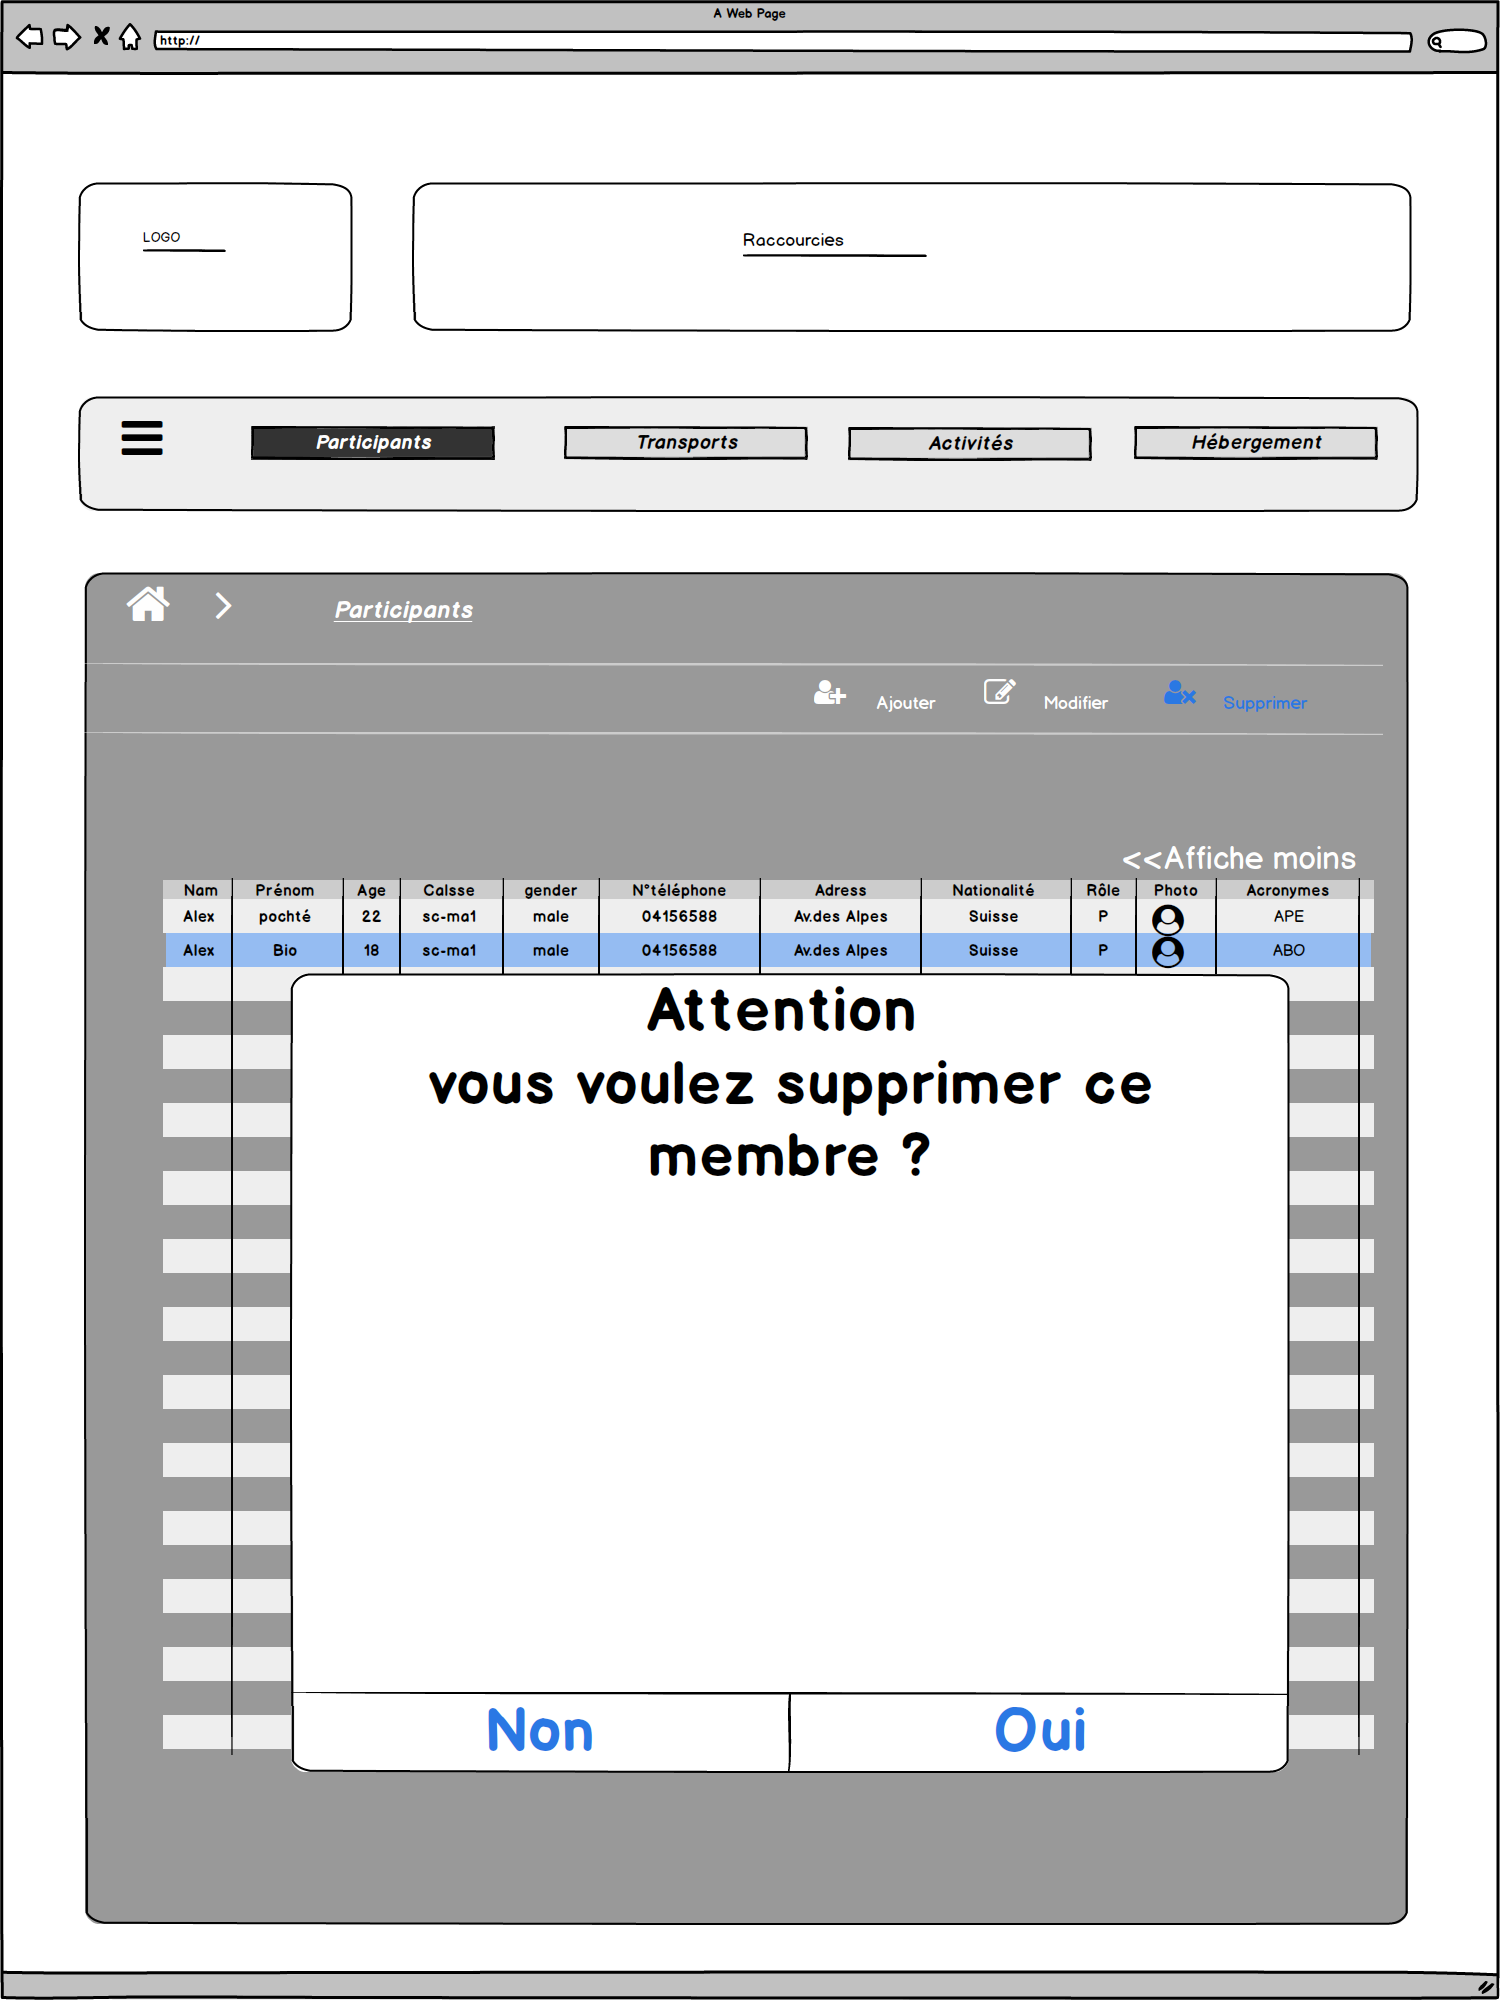 A Web Page
http://
LOGO
Raccourcies
Participants Transports Activités Hébergement
Participants
Ajouter Modifier Supprimer
<<Affiche moins
Nam Prénom Age Calsse gender N°téléphone Adress Nationalité Rôle Photo Acronymes
Alex pochté 22 sc-ma1 male 04156588 Av.des Alpes Suisse P APE
Alex Bio 18 sc-ma1 male 04156588 Av.des Alpes Suisse P ABO
Attention
vous voulez supprimer ce
membre ?
Non Oui